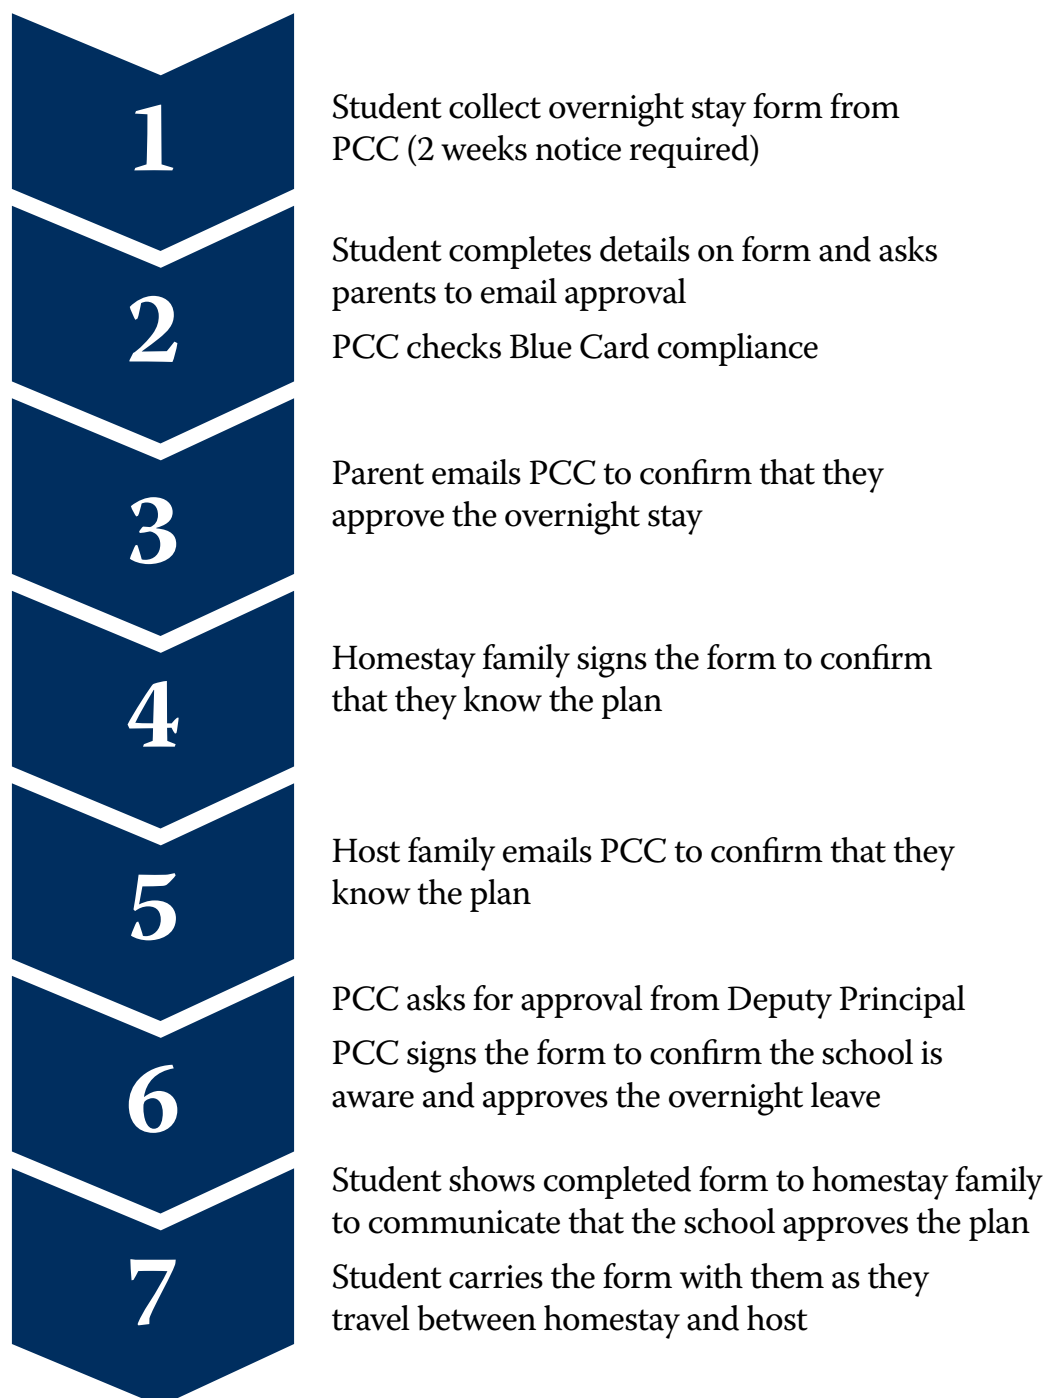 1
Student collect overnight stay form from
PCC (2 weeks notice required)
2
Student completes details on form and asks
parents to email approval
PCC checks Blue Card compliance
3
Parent emails PCC to confirm that they
approve the overnight stay
4
Homestay family signs the form to confirm
that they know the plan
5
Host family emails PCC to confirm that they
know the plan
6
PCC asks for approval from Deputy Principal
PCC signs the form to confirm the school is
aware and approves the overnight leave
7
Student shows completed form to homestay family
to communicate that the school approves the plan
Student carries the form with them as they
travel between homestay and host